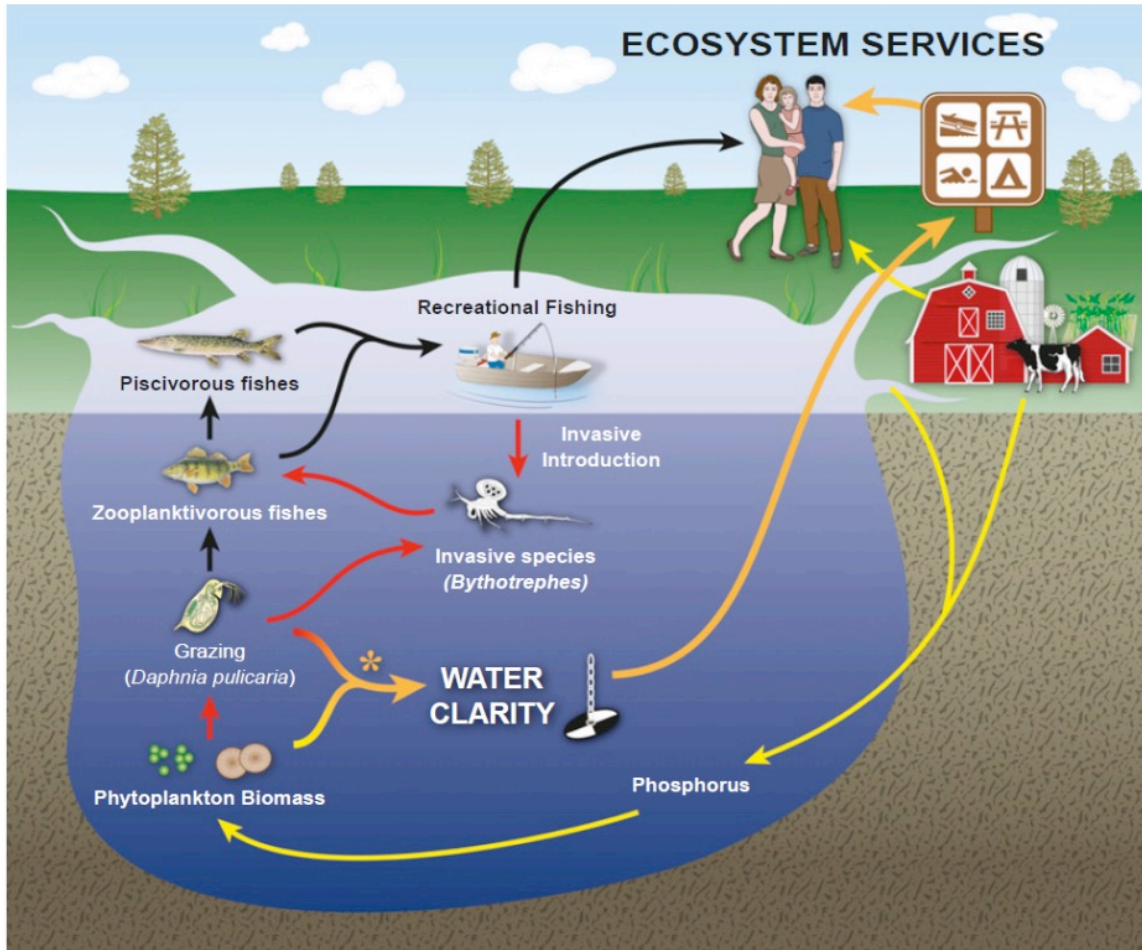 ECOSYSTEM SERVICES
Recreational Fishing
Piscivorous fishes
Invasive
Introduction
Zooplanktivorous fishes
Invasive species
(Bythotrephes)
Grazing
(Daphnia pulicaria)
*
WATER
CLARITY
Phosphorus
Phytoplankton Biomass